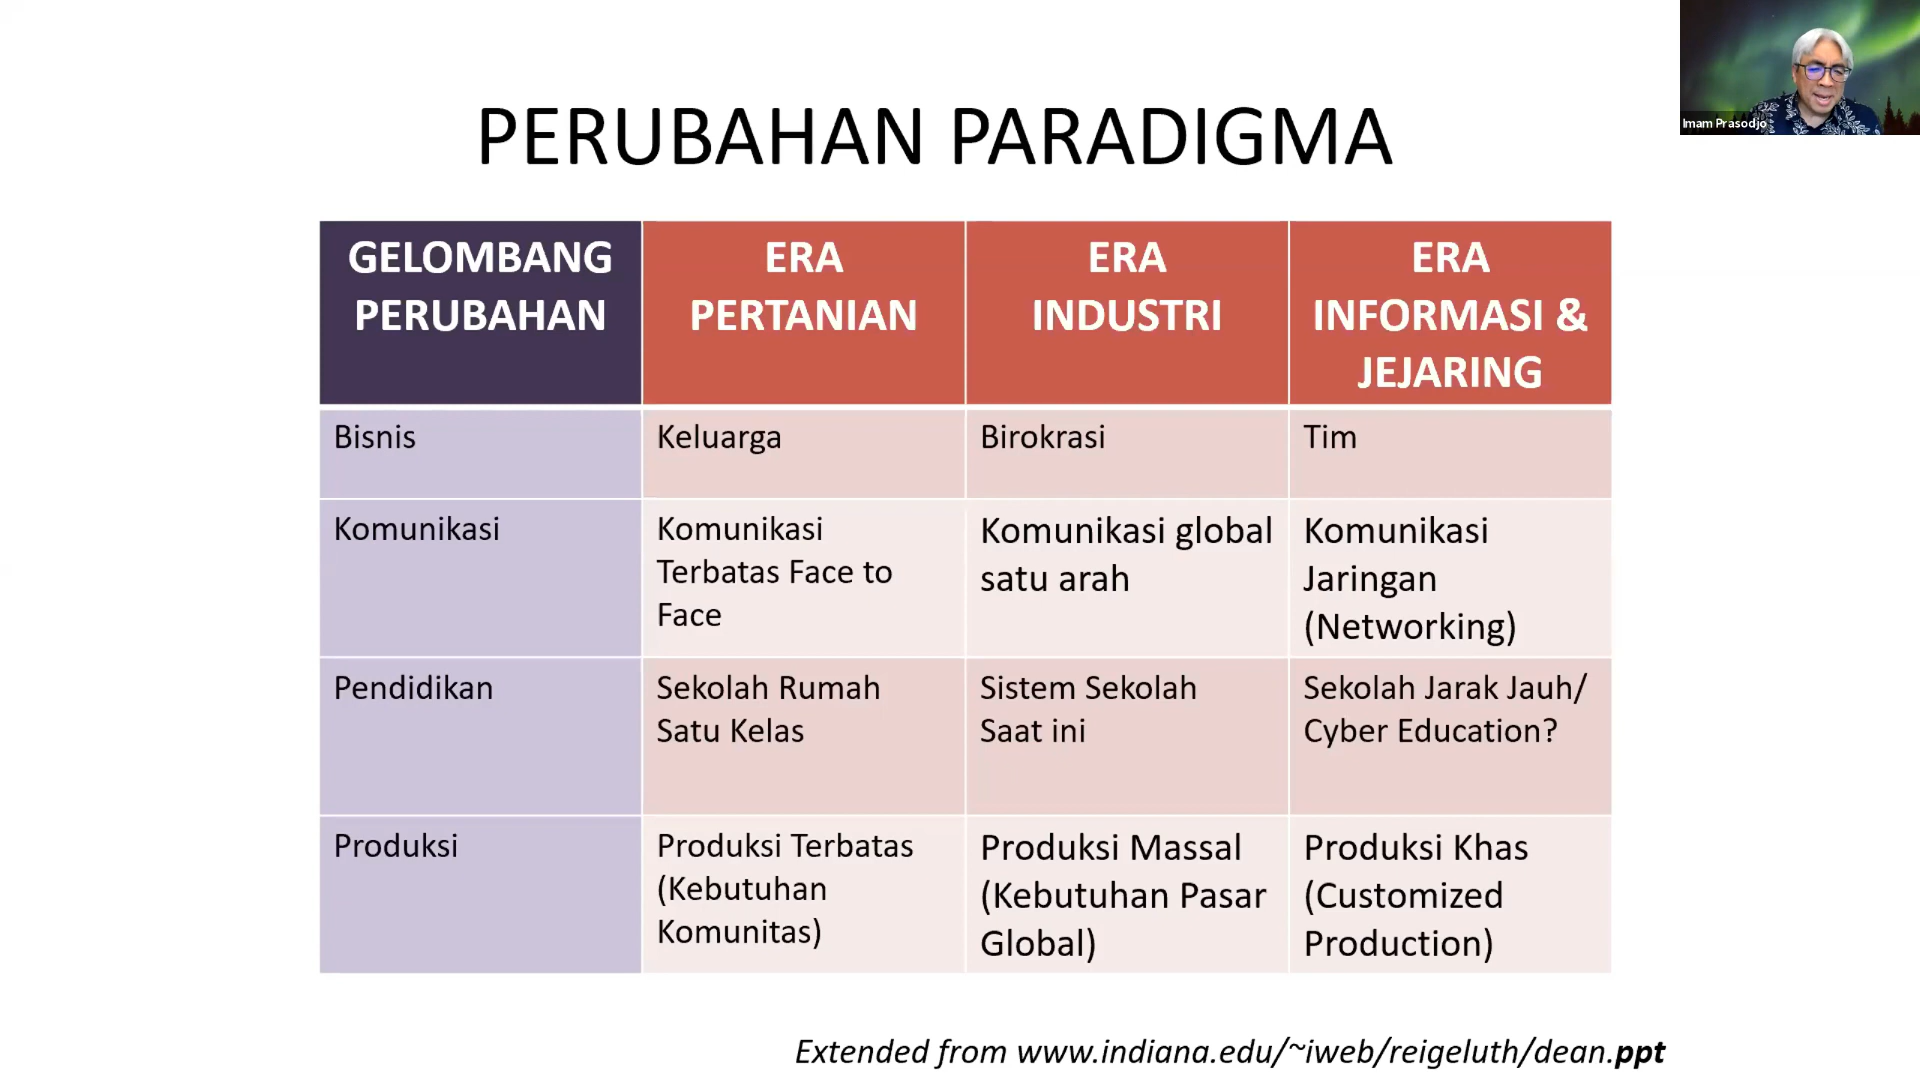 Imam Prasodjo
PERUBAHAN PARADIGMA
GELOMBANG
PERUBAHAN
ERA
PERTANIAN
ERA
INDUSTRI
ERA
INFORMASI &
JEJARING
Bisnis
Keluarga
Birokrasi
Tim
Komunikasi
Komunikasi
Terbatas Face to
Face
Komunikasi global
satu arah
Komunikasi
Jaringan
(Networking)
Pendidikan
Sekolah Rumah
Satu Kelas
Sistem Sekolah
Saat ini
Sekolah Jarak Jauh/
Cyber Education?
Produksi
Produksi Terbatas
(Kebutuhan
Komunitas)
Produksi Massal
(Kebutuhan Pasar
Global)
Produksi Khas
(Customized
Production)
Extended from www.indiana.edu/~iweb/reigeluth/dean.ppt